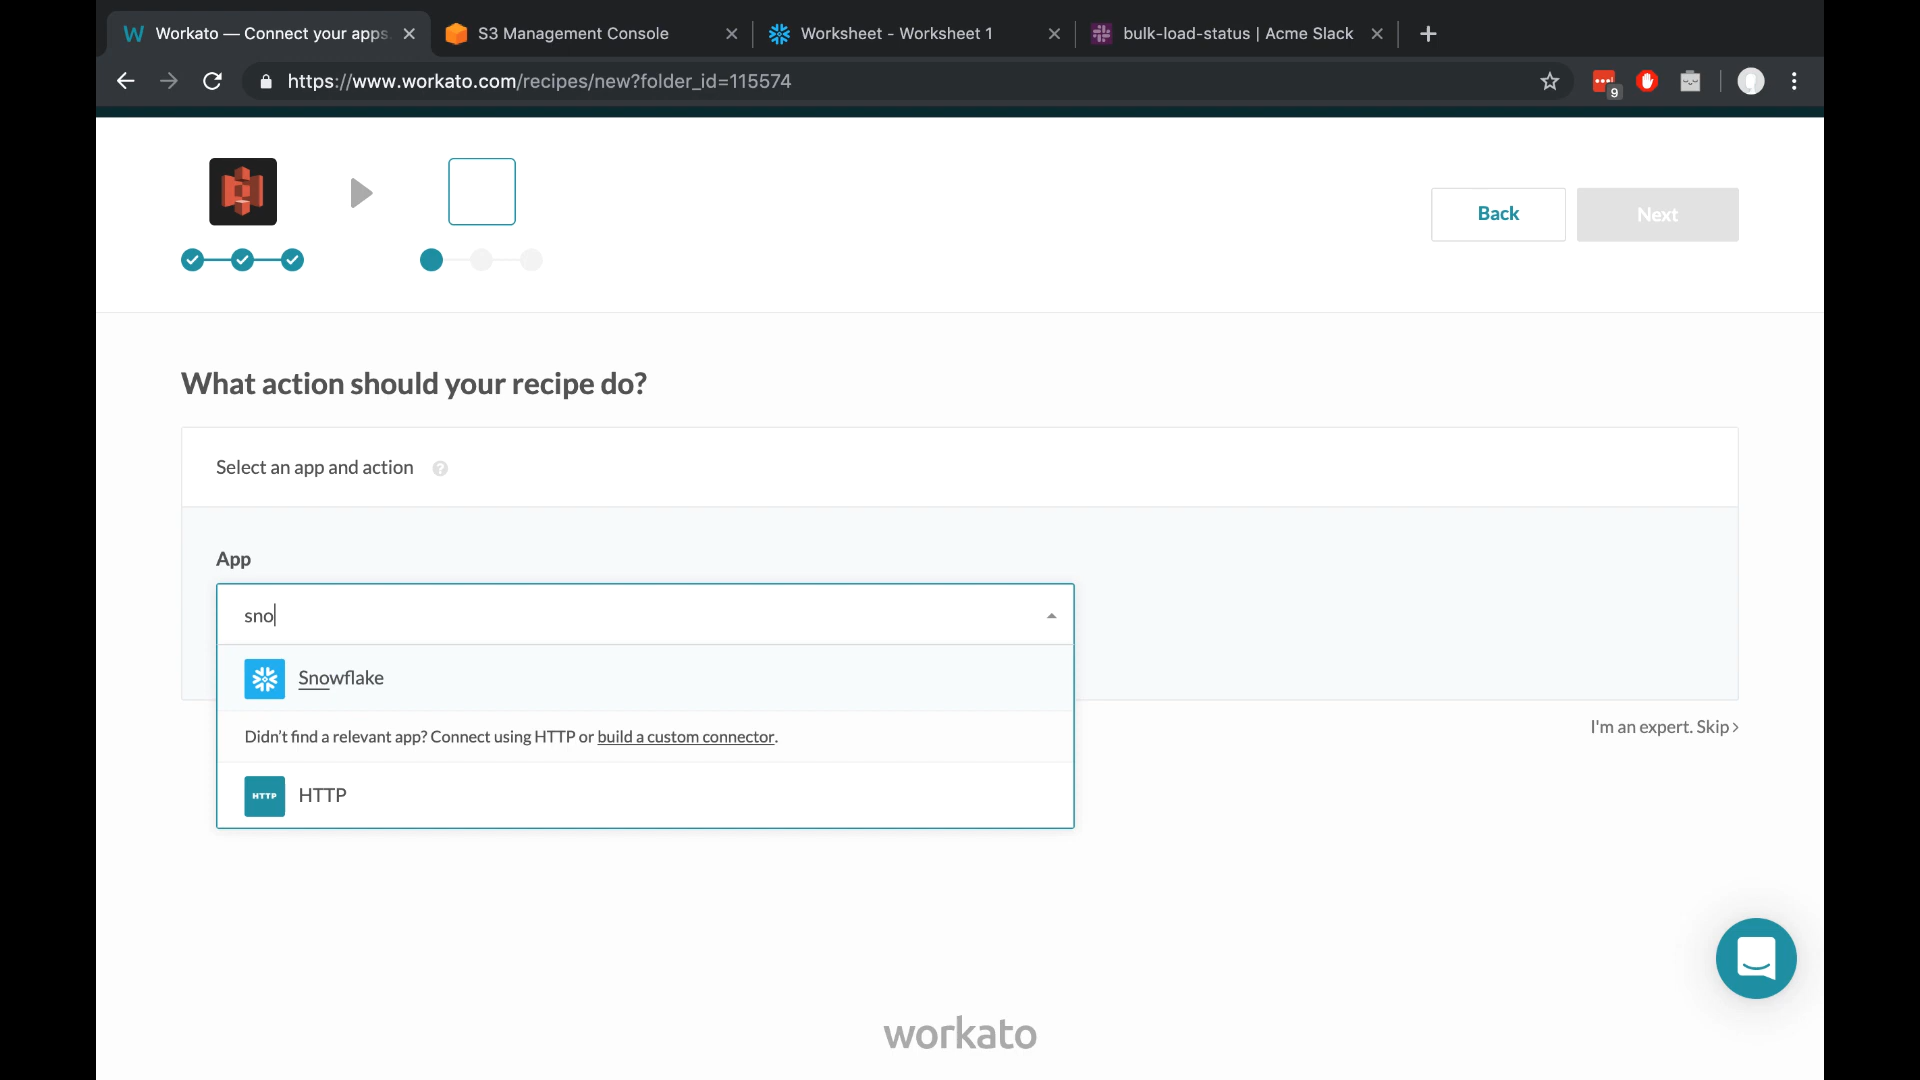 W Workato — Connect your apps
S3 Management Console
Worksheet - Worksheet 1
bulk-load-status | Acme Slack
https://www.workato.com/recipes/new?folder_id=115574
9
Back
Next
What action should your recipe do?
Select an app and action ?
App
sno
Snowflake
Didn't find a relevant app? Connect using HTTP or build a custom connector.
HTTP HTTP
I'm an expert. Skip >
workato